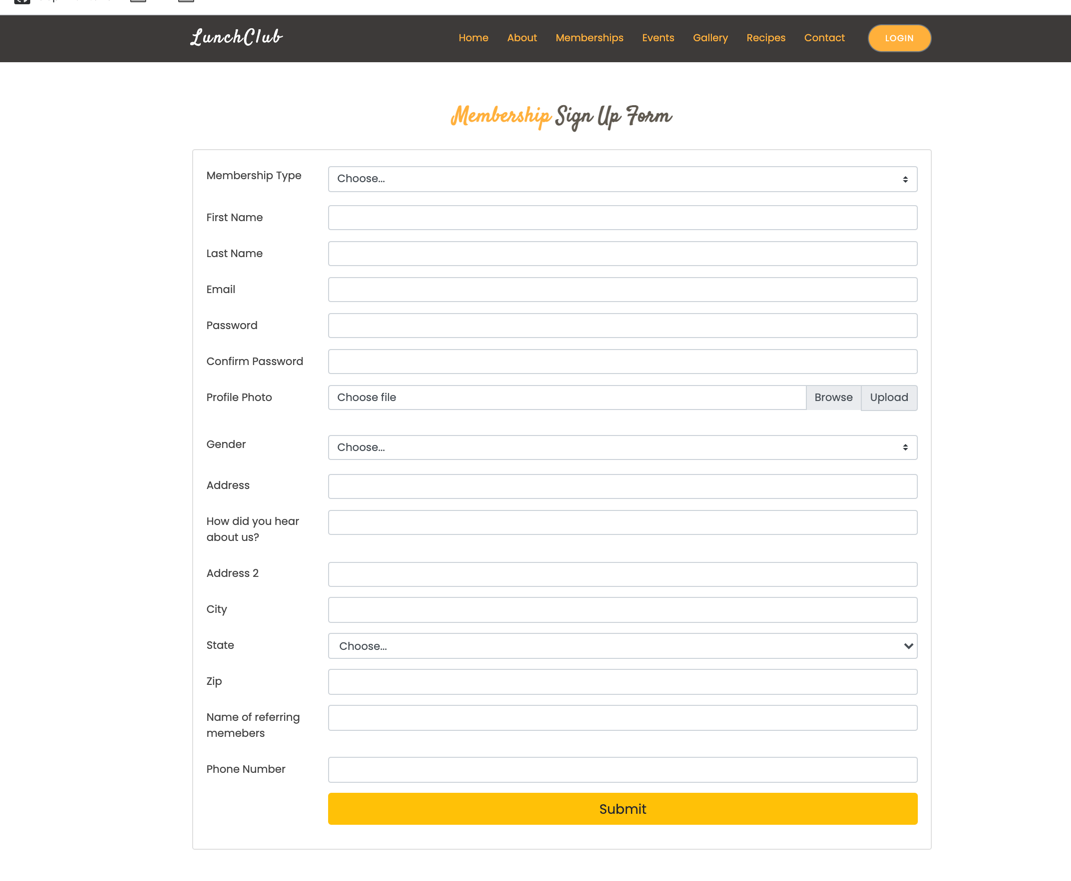 LunchClub
Home About Memberships Events Gallery Recipes Contact LOGIN
Membership Sign Up Form
Membership Type Choose...
First Name
Last Name
Email
Password
Confirm Password
Profile Photo Choose file Browse Upload
Gender Choose...
Address
How did you hear
about us?
Address 2
City
State Choose...
Zip
Name of referring
memebers
Phone Number
Submit